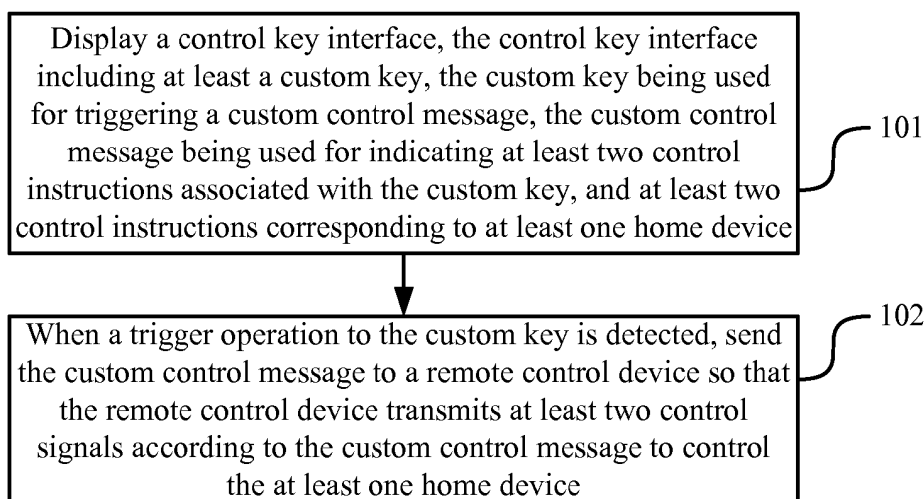 Display a control key interface, the control key interface
including at least a custom key, the custom key being used
for triggering a custom control message, the custom control
message being used for indicating at least two control
instructions associated with the custom key, and at least two
control instructions corresponding to at least one home device
101
When a trigger operation to the custom key is detected, send
the custom control message to a remote control device so that
the remote control device transmits at least two control
signals according to the custom control message to control
the at least one home device
102